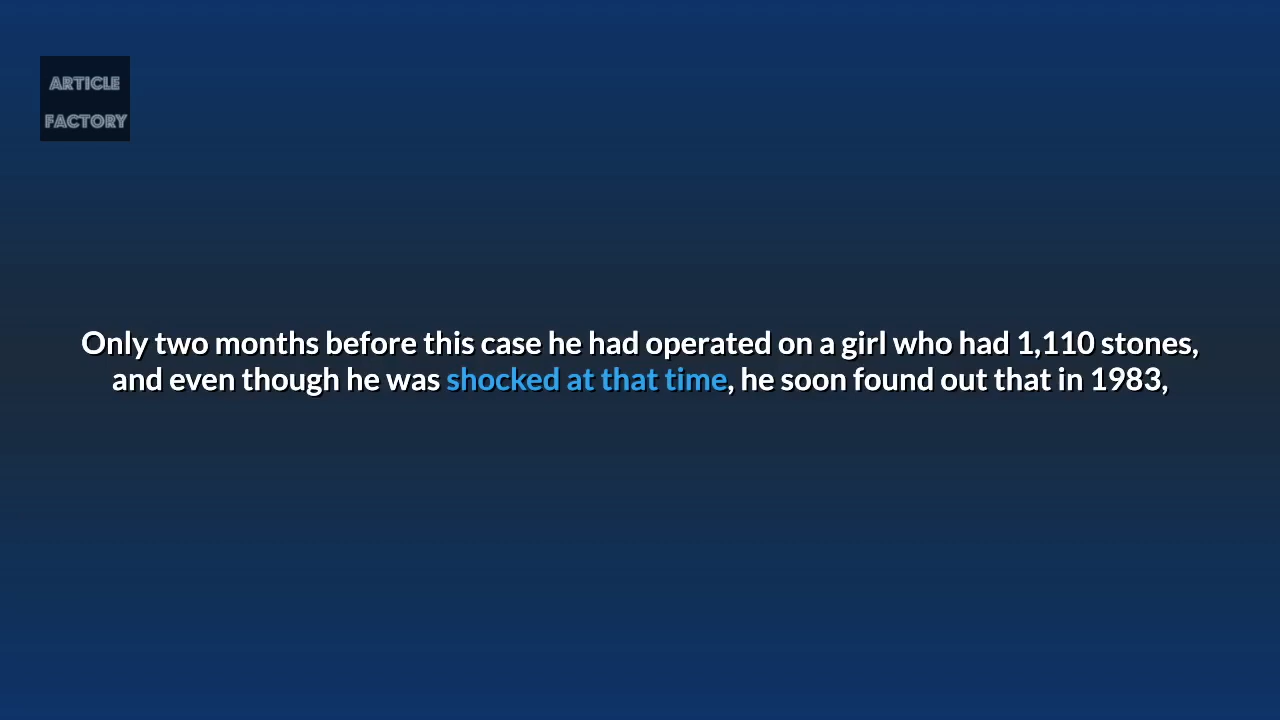 ARTICLE
FACTORY
Only two months before this case he had operated on a girl who had 1,110 stones,
and even though he was shocked at that time, he soon found out that in 1983,